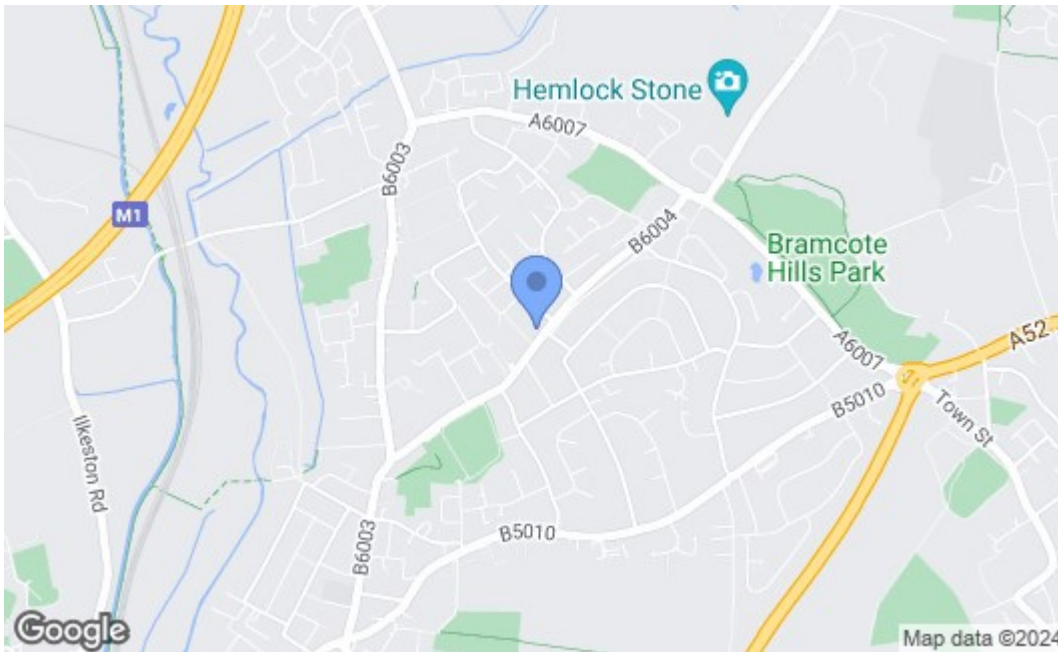 Hemlock Stone
A6007
B6003
B6004
M1
Bramcote
Hills Park
A52
A6007
B5010
Town St
Ilkeston Rd
B5010
B6003
Google
Map data ©2024